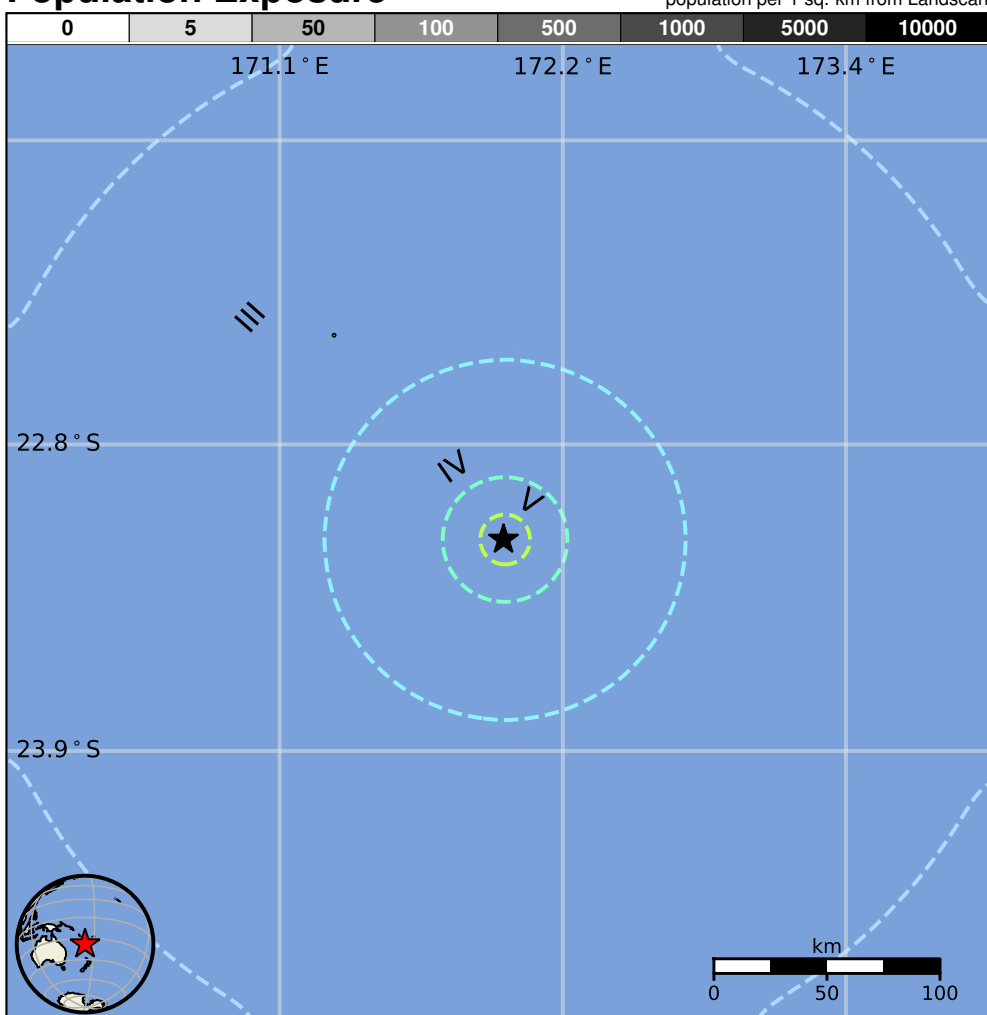 Population Exposure
population per 1 sq. km from Landscan
0 5 50 100 500 1000 5000 10000
171.1°E 172.2°E 173.4°E
III
22.8°S
IV
V
23.9°S
km
0 50 100